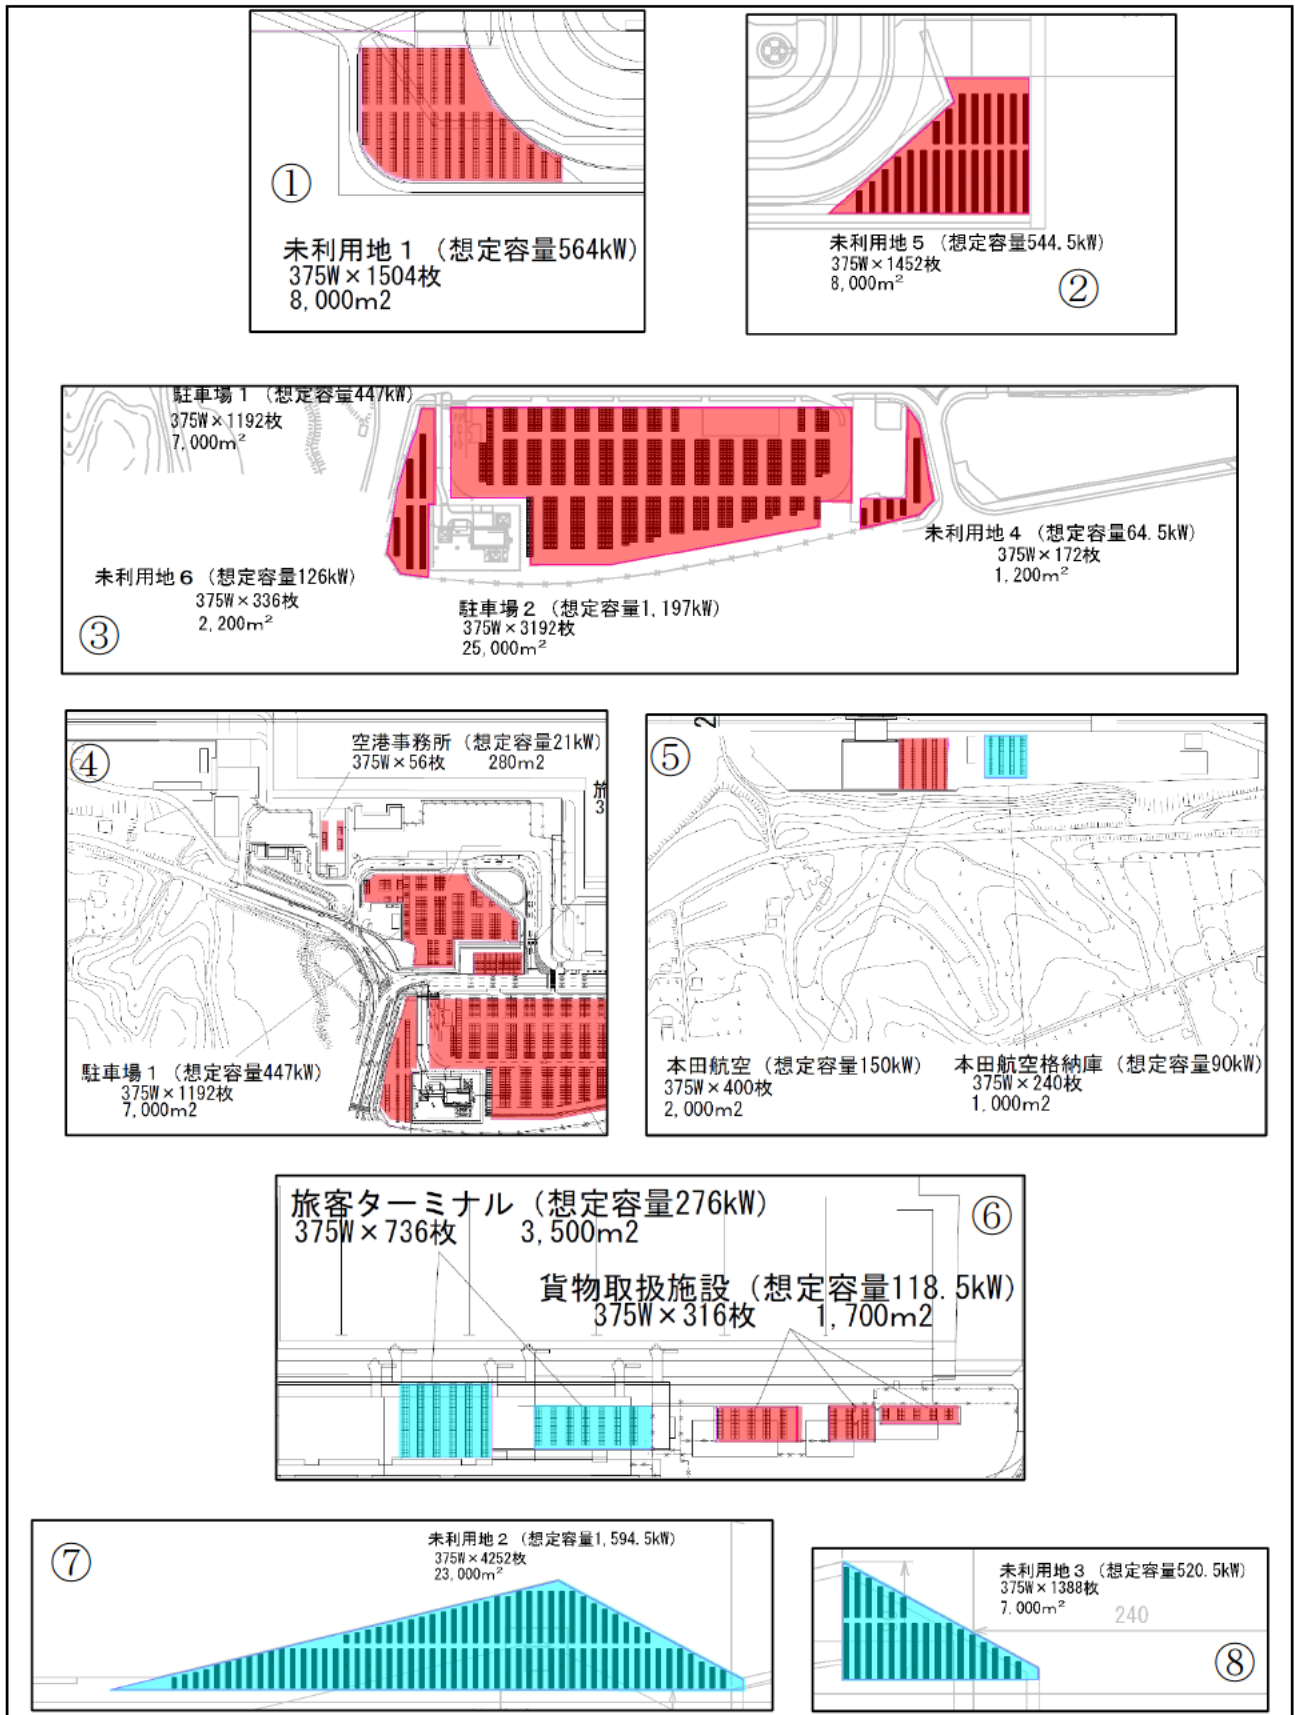 ①
未利用地1 (想定容量564kW)
375W×1504枚
8,000m2
未利用地5 (想定容量544.5kW)
375W×1452枚
8,000m²
②
駐車場1 (想定容量447kW)
375W×1192枚
7,000m²
未利用地4 (想定容量64.5kW)
375W×172枚
1,200m²
未利用地6 (想定容量126kW)
375W×336枚
2,200m²
駐車場2 (想定容量1,197kW)
375W×3192枚
25,000m²
③
④
空港事務所 (想定容量21kW)
375W×56枚 280m2
旅
3
駐車場1 (想定容量447kW)
375W×1192枚
7,000m2
⑤
2
本田航空 (想定容量150kW)
375W×400枚
2,000m2
本田航空格納庫 (想定容量90kW)
375W×240枚
1,000m2
旅客ターミナル (想定容量276kW)
375W×736枚 3,500m2
⑥
貨物取扱施設 (想定容量118.5kW)
375W×316枚 1,700m2
⑦
未利用地2 (想定容量1,594.5kW)
375W×4252枚
23,000m²
未利用地3 (想定容量520.5kW)
375W×1388枚
7,000m²
240
⑧